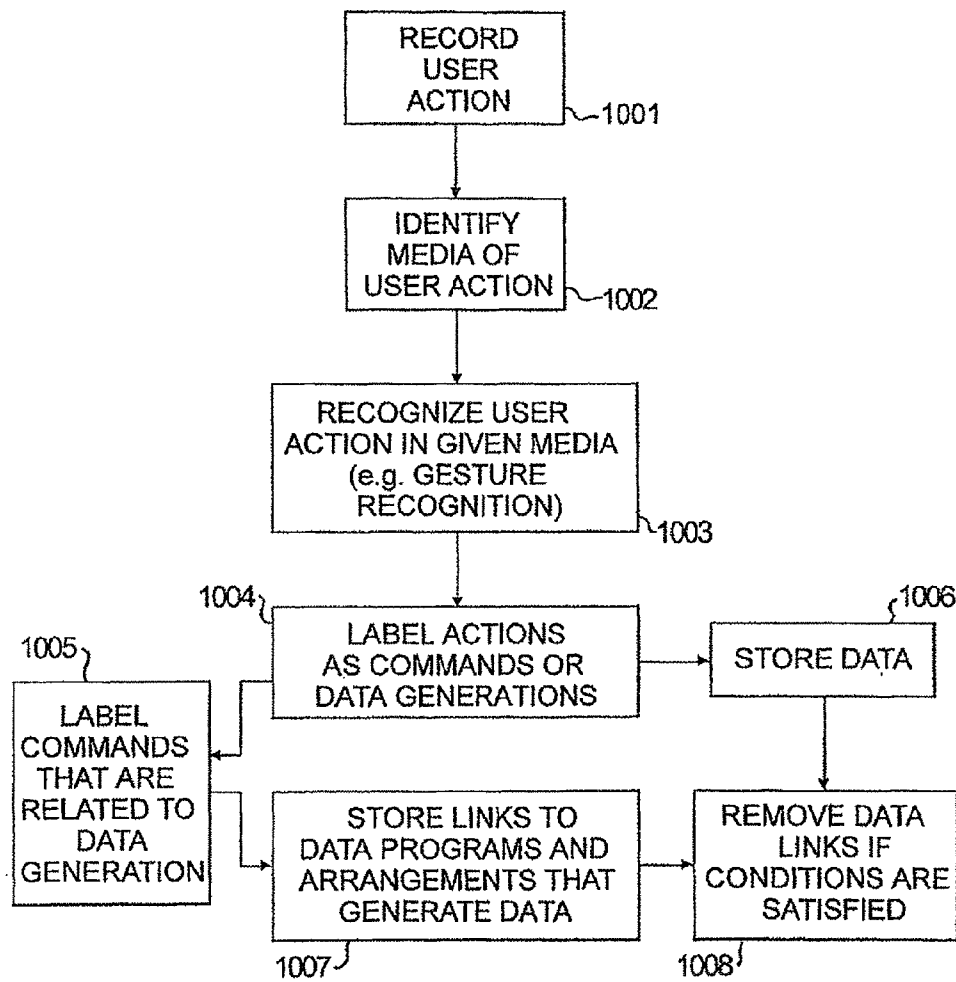 RECORD
USER
ACTION
1001
IDENTIFY
MEDIA OF
USER ACTION
1002
RECOGNIZE USER
ACTION IN GIVEN MEDIA
(e.g. GESTURE
RECOGNITION)
1003
1004
LABEL ACTIONS
AS COMMANDS OR
DATA GENERATIONS
1006
STORE DATA
1005
LABEL
COMMANDS
THAT ARE
RELATED TO
DATA
GENERATION
STORE LINKS TO
DATA PROGRAMS AND
ARRANGEMENTS THAT
GENERATE DATA
1007
REMOVE DATA
LINKS IF
CONDITIONS ARE
SATISFIED
1008